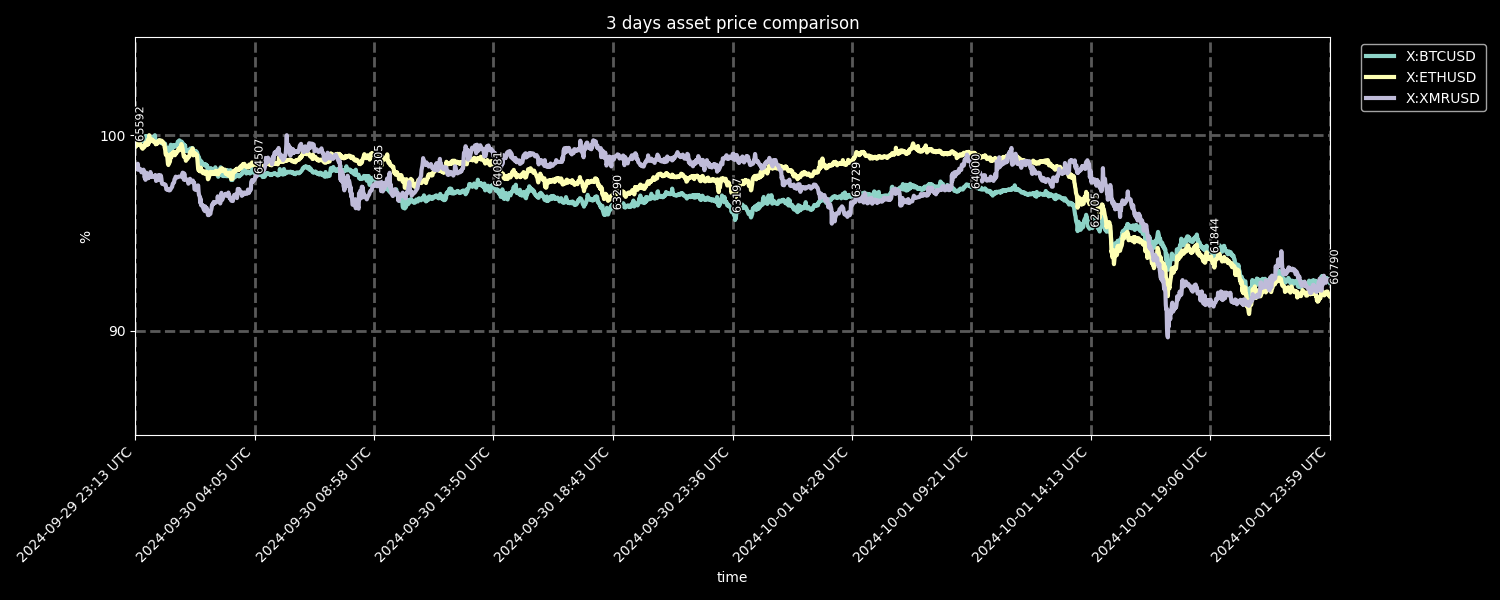 3 days asset price comparison
X:BTCUSD
X:ETHUSD
X:XMRUSD
100
90
%
65592
64507
64305
64081
63290
63197
63729
64000
62705
61844
60790
2024-09-29 23:13 UTC
2024-09-30 04:05 UTC
2024-09-30 08:58 UTC
2024-09-30 13:50 UTC
2024-09-30 18:43 UTC
2024-09-30 23:36 UTC
2024-10-01 04:28 UTC
2024-10-01 09:21 UTC
2024-10-01 14:13 UTC
2024-10-01 19:06 UTC
2024-10-01 23:59 UTC
time